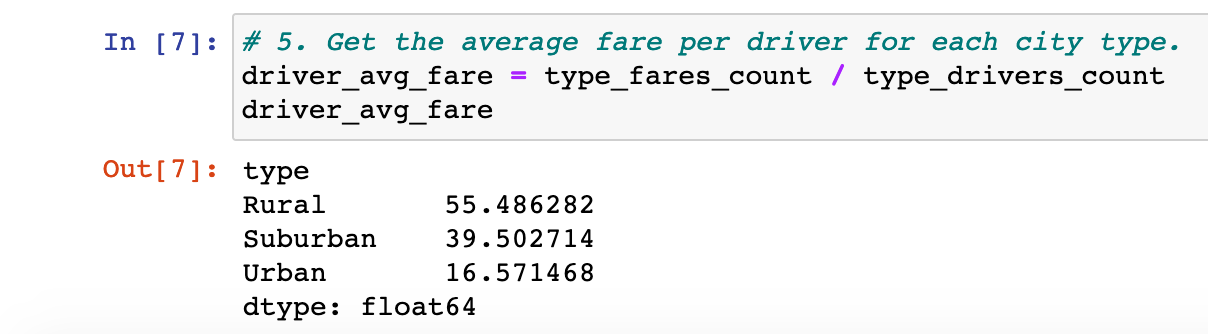 In [7]: # 5. Get the average fare per driver for each city type.
driver_avg_fare = type_fares_count / type_drivers_count
driver_avg_fare
Out[7]: type
Rural 55.486282
Suburban 39.502714
Urban 16.571468
dtype: float64